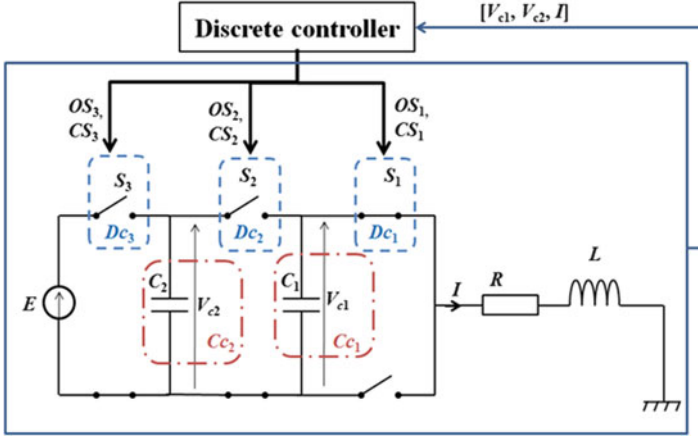 Discrete controller
[Vc1, Vc2, I]
OS3,
CS3
OS2,
CS2
OS1,
CS1
S3
S2
S1
Dc3
Dc2
Dc1
E
C2
Vc2
Cc2
C1
Vc1
Cc1
I
R
L